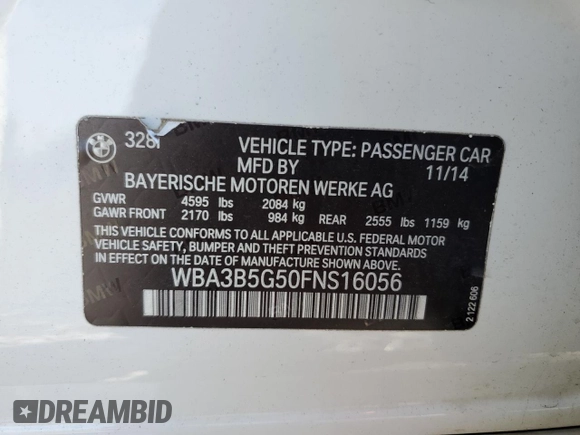 BMW
328i
VEHICLE TYPE: PASSENGER CAR
MFD BY 11/14
BAYERISCHE MOTOREN WERKE AG
GVWR 4595 lbs 2084 kg
GAWR FRONT 2170 lbs 984 kg REAR 2555 lbs 1159 kg
THIS VEHICLE CONFORMS TO ALL APPLICABLE U.S. FEDERAL MOTOR
VEHICLE SAFETY, BUMPER AND THEFT PREVENTION STANDARDS
IN EFFECT ON THE DATE OF MANUFACTURE SHOWN ABOVE.
WBA3B5G50FNS16056
2 122 606
DREAMBID